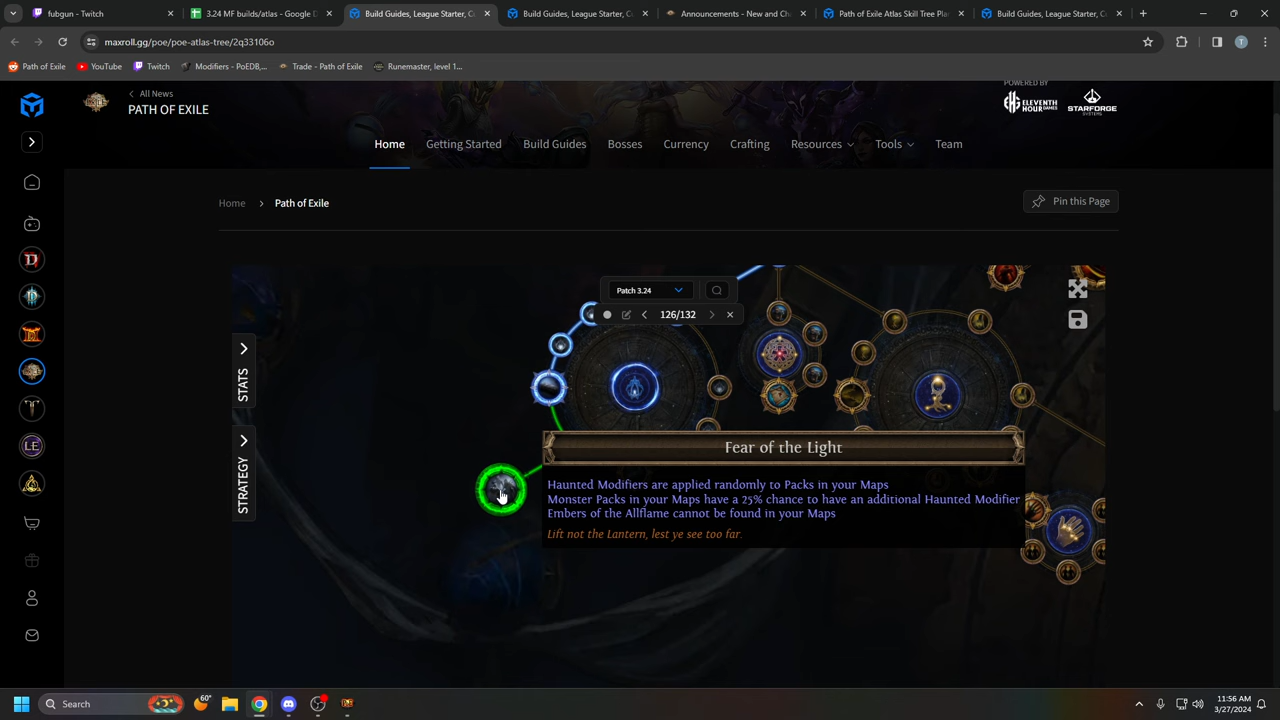 fubgun - Twitch
3.24 MF builds/atlas - Google D
Build Guides, League Starter, C
Build Guides, League Starter, C
Announcements - New and Ch
Path of Exile Atlas Skill Tree Pla
Build Guides, League Starter, C
maxroll.gg/poe/poe-atlas-tree/2q33106o
T
Path of Exile
YouTube
Twitch
Modifiers - PoEDB,...
Trade - Path of Exile
Runemaster, level 1...
All News
PATH OF EXILE
POWERED BY
ELEVENTH HOUR GAMES
STARFORGE
SYSTEMS
Home
Getting Started
Build Guides
Bosses
Currency
Crafting
Resources
Tools
Team
Home > Path of Exile
Pin this Page
Patch 3.24
126/132
STATS
STRATEGY
LE
Fear of the Light
Haunted Modifiers are applied randomly to Packs in your Maps
Monster Packs in your Maps have a 25% chance to have an additional Haunted Modifier
Embers of the Allflame cannot be found in your Maps
Lift not the Lantern, lest ye see too far.
Search
60°
11:56 AM
3/27/2024